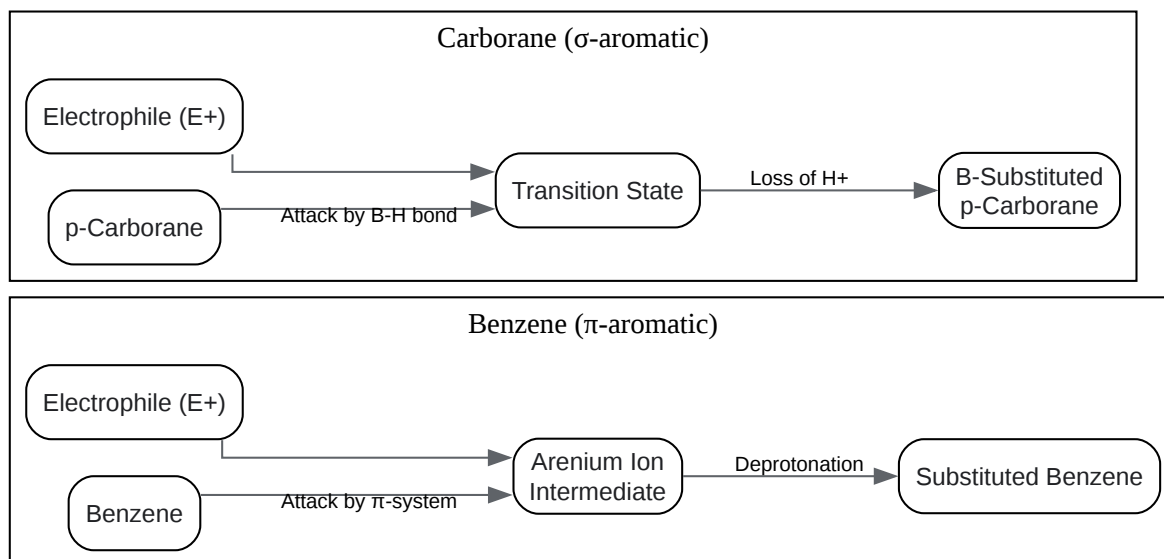 Carborane (σ-aromatic)
Electrophile (E+)
p-Carborane
Attack by B-H bond
Transition State
Loss of H+
B-Substituted
p-Carborane
Benzene (π-aromatic)
Electrophile (E+)
Benzene
Attack by π-system
Arenium Ion
Intermediate
Deprotonation
Substituted Benzene